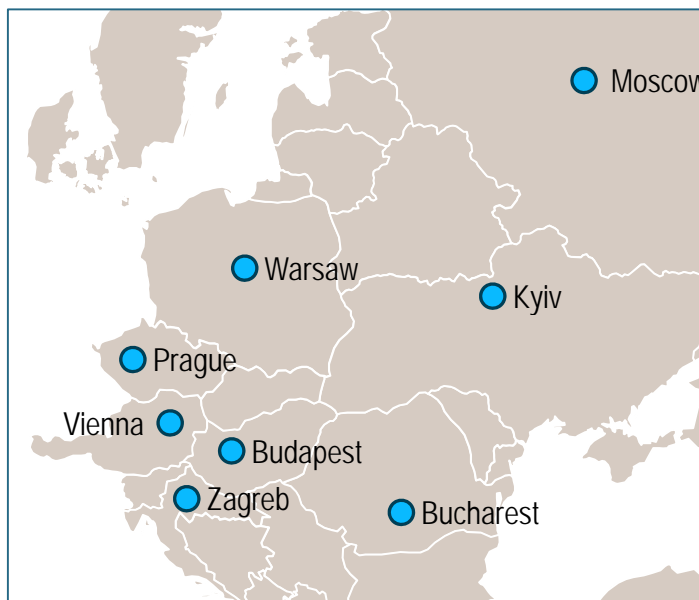 Moscow
Warsaw
Kyiv
Prague
Vienna
Budapest
Zagreb
Bucharest